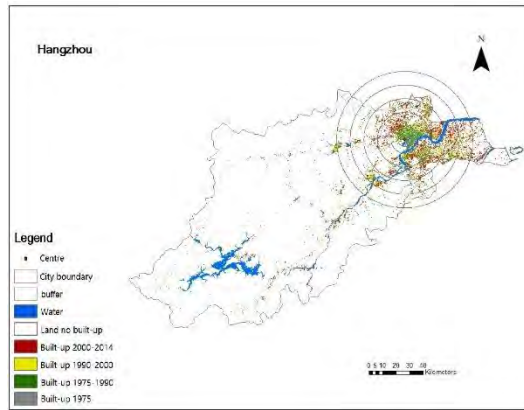 Hangzhou
N
Legend
Centre
City boundary
buffer
Water
Land no built-up
Built-up 2000-2014
Built-up 1990-2000
Built-up 1975-1990
Built-up 1975
Kilometers